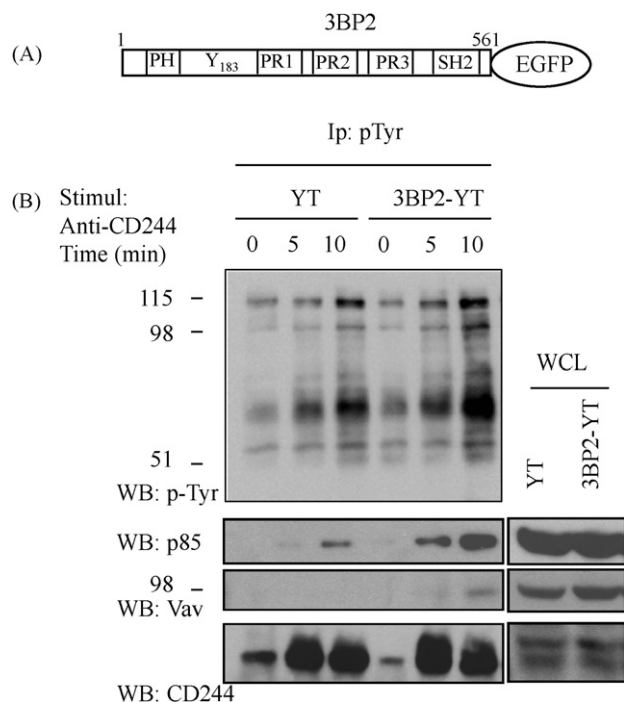 3BP2
(A)
1 561
PH Y183 PR1 PR2 PR3 SH2 EGFP
Ip: pTyr
(B) Stimul: YT 3BP2-YT
Anti-CD244
Time (min) 0 5 10 0 5 10
115 –
98 –
WCL
51 –
WB: p-Tyr
YT
3BP2-YT
WB: p85
98 –
WB: Vav
WB: CD244